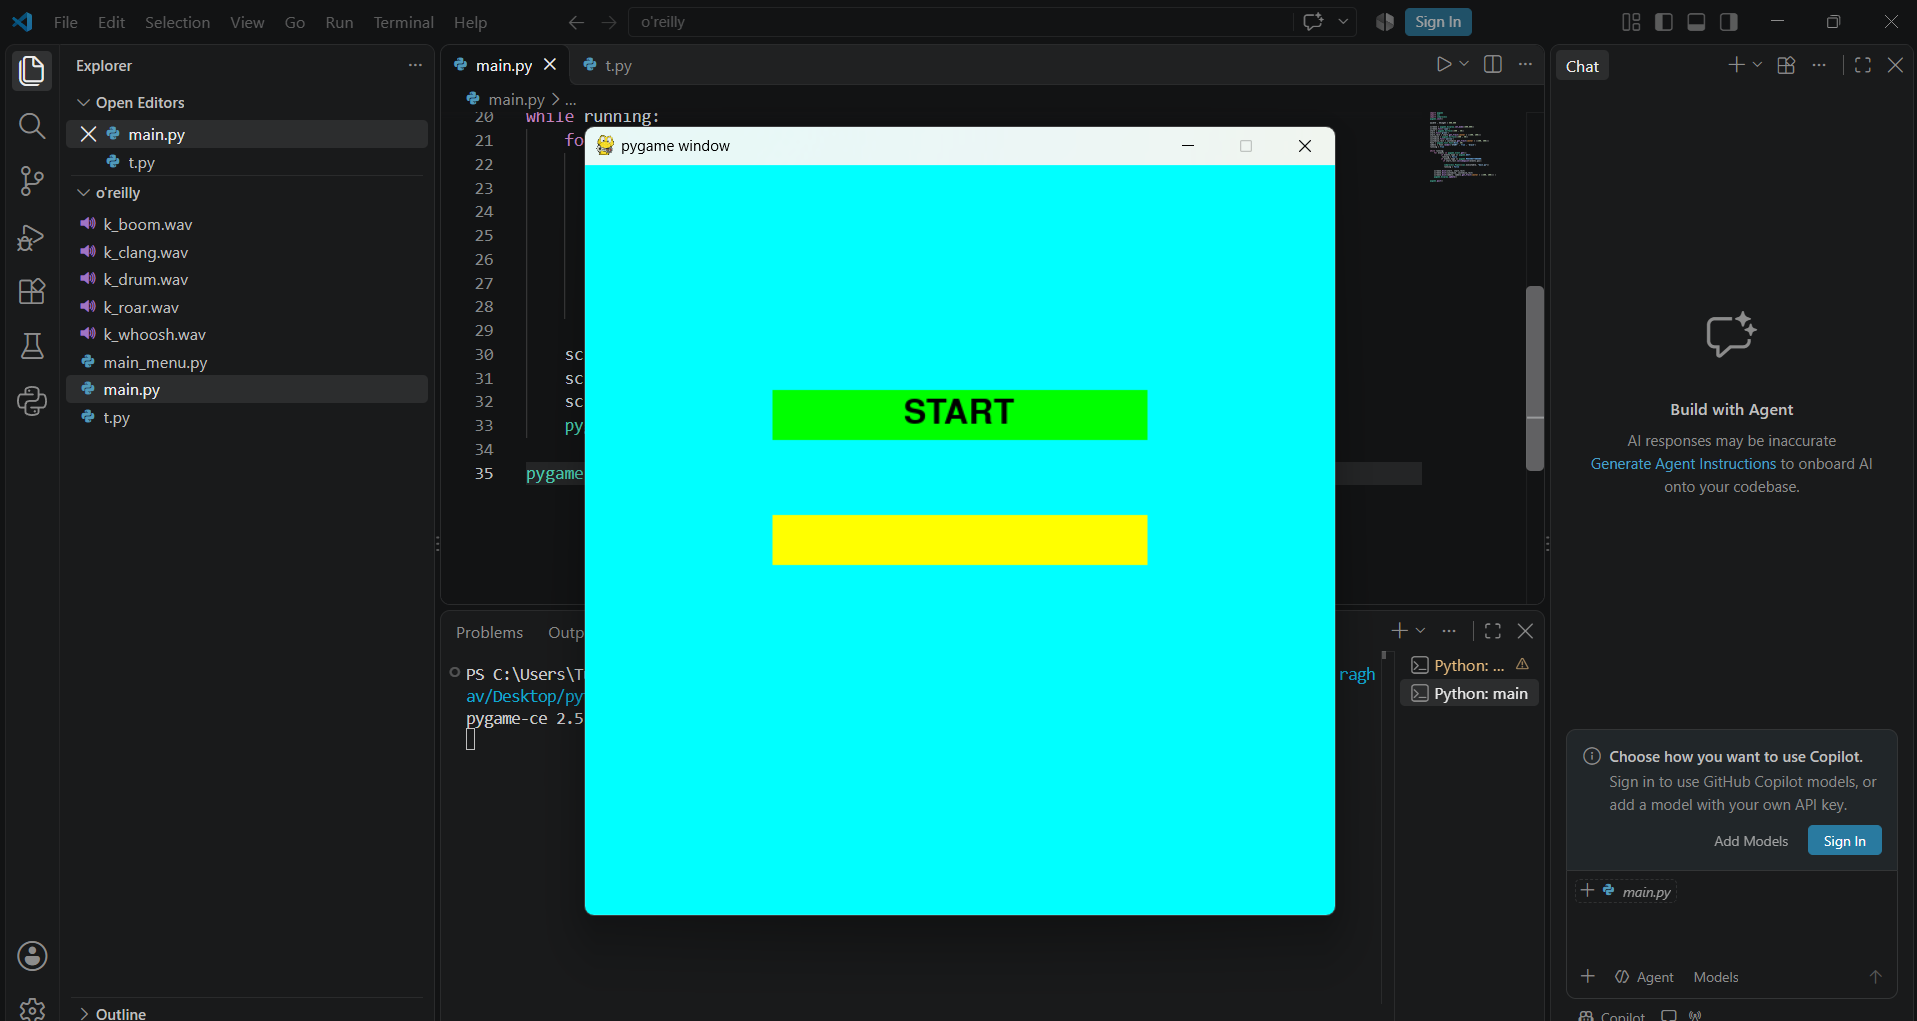 File Edit Selection View Go Run Terminal Help
o'reilly
Sign In
Explorer
Open Editors
main.py
t.py
o'reilly
k_boom.wav
k_clang.wav
k_drum.wav
k_roar.wav
k_whoosh.wav
main_menu.py
main.py
t.py
Outline
main.py
t.py
main.py > ...
20 while running:
21 fo
22
23
24
25
26
27
28
29
30 sc
31 sc
32 sc
33 py
34
35 pygame
pygame window
START
Problems Outp
PS C:\Users\T
ragh
av/Desktop/py
pygame-ce 2.5
Python: ...
Python: main
Chat
Build with Agent
AI responses may be inaccurate
Generate Agent Instructions to onboard AI
onto your codebase.
Choose how you want to use Copilot.
Sign in to use GitHub Copilot models, or
add a model with your own API key.
Add Models
Sign In
main.py
Agent Models
Copilot